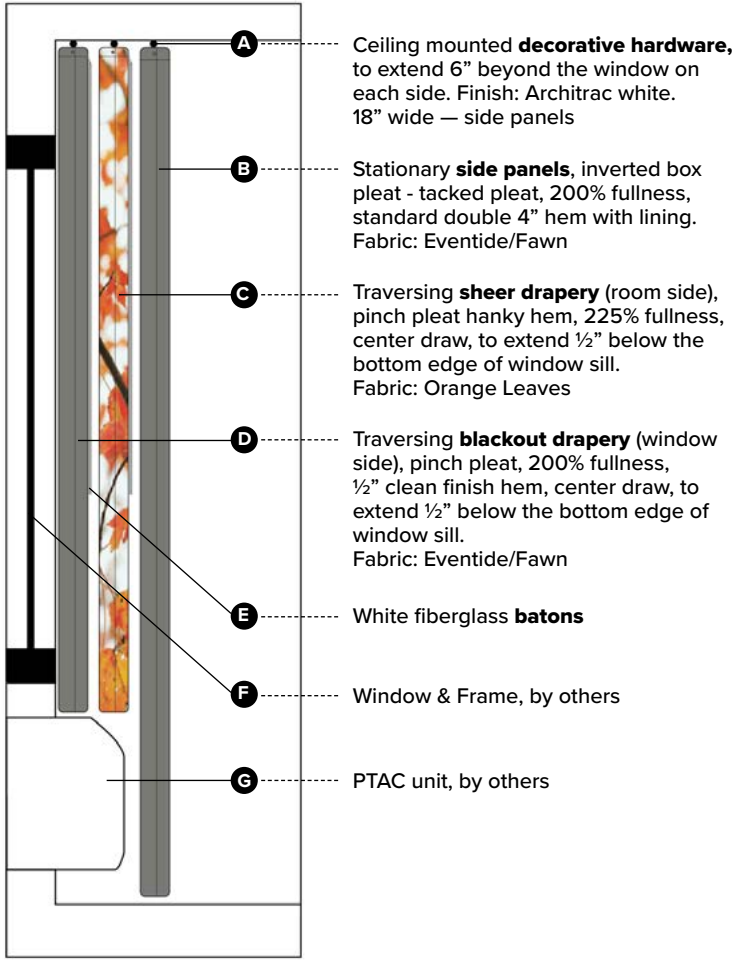 A
Ceiling mounted decorative hardware,
to extend 6” beyond the window on
each side. Finish: Architrac white.
18” wide — side panels
B
Stationary side panels, inverted box
pleat - tacked pleat, 200% fullness,
standard double 4” hem with lining.
Fabric: Eventide/Fawn
C
Traversing sheer drapery (room side),
pinch pleat hanky hem, 225% fullness,
center draw, to extend ½” below the
bottom edge of window sill.
Fabric: Orange Leaves
D
Traversing blackout drapery (window
side), pinch pleat, 200% fullness,
½” clean finish hem, center draw, to
extend ½” below the bottom edge of
window sill.
Fabric: Eventide/Fawn
E
White fiberglass batons
F
Window & Frame, by others
G
PTAC unit, by others